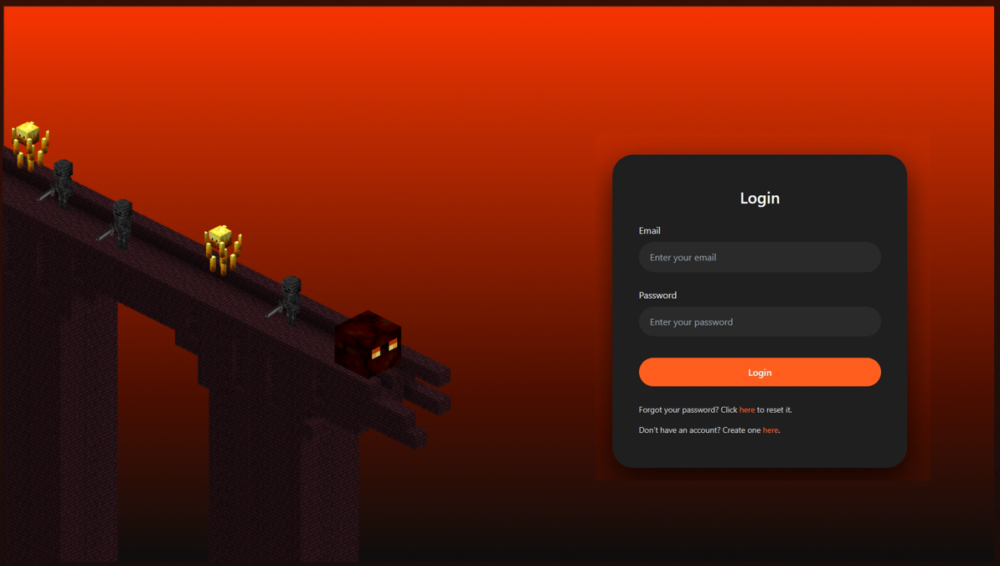 Login
Email
Enter your email
Password
Enter your password
Login
Forgot your password? Click here to reset it.
Don't have an account? Create one here.